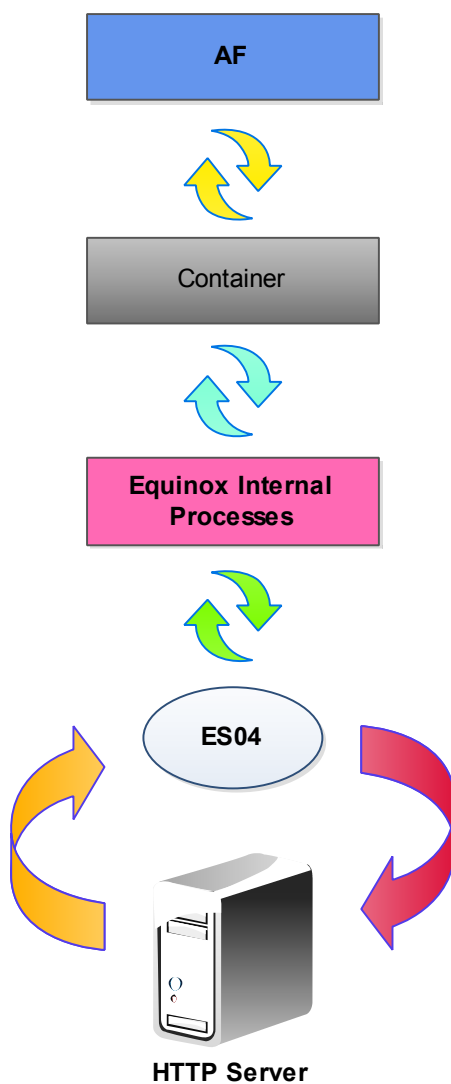 AF
Container
Equinox Internal
Processes
ES04
HTTP Server